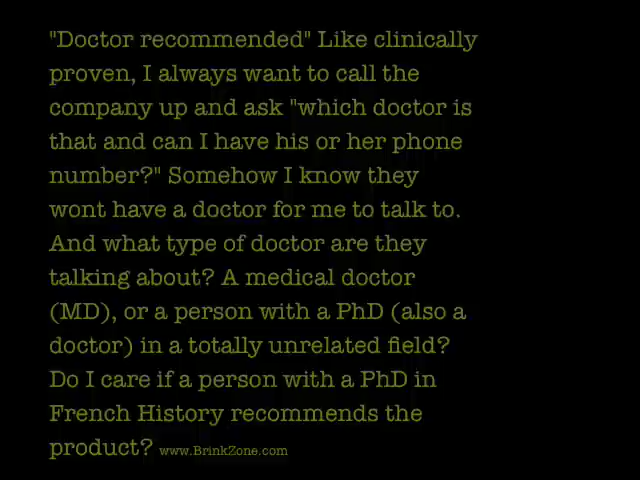 "Doctor recommended" Like clinically
proven, I always want to call the
company up and ask "which doctor is
that and can I have his or her phone
number?" Somehow I know they
wont have a doctor for me to talk to.
And what type of doctor are they
talking about? A medical doctor
(MD), or a person with a PhD (also a
doctor) in a totally unrelated field?
Do I care if a person with a PhD in
French History recommends the
product? www.BrinkZone.com